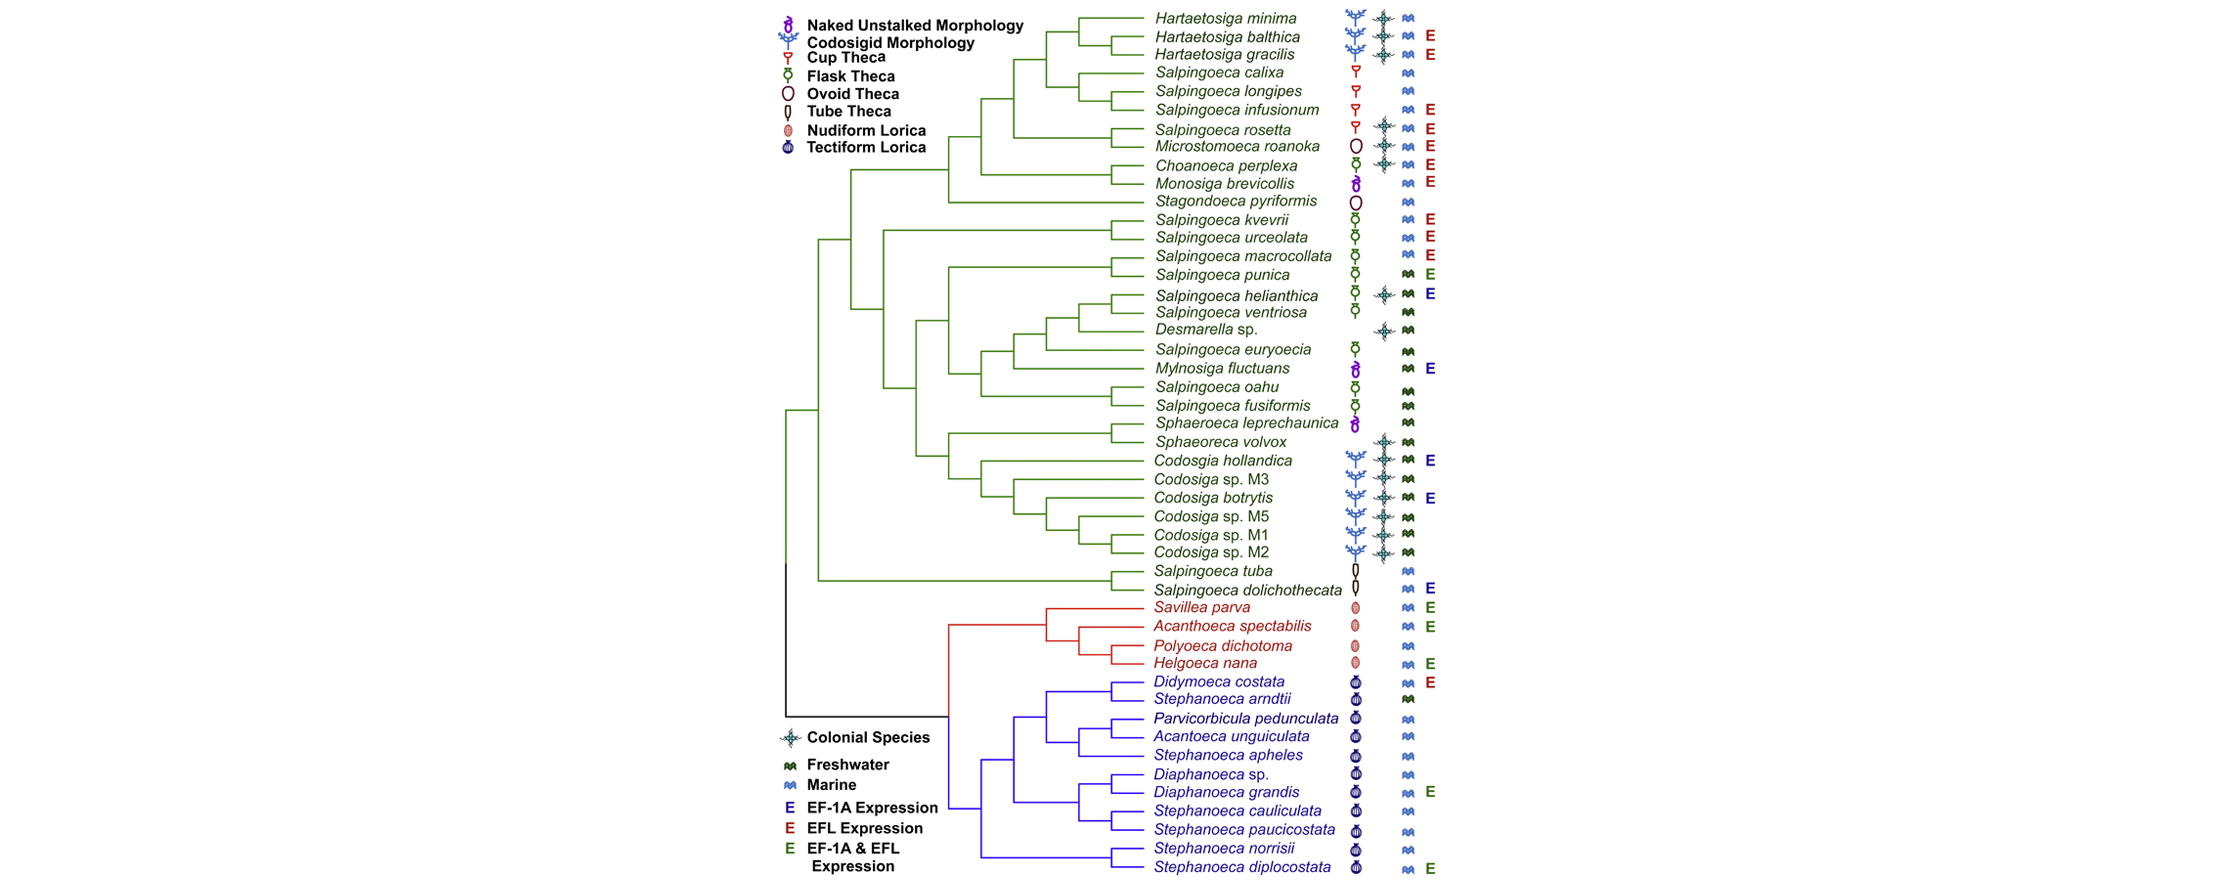 Naked Unstalked Morphology
Codosigid Morphology
Cup Theca
Flask Theca
Ovoid Theca
Tube Theca
Nudiform Lorica
Tectiform Lorica
Hartaetosiga minima
Hartaetosiga balthica E
Hartaetosiga gracilis E
Salpingoeca calixa
Salpingoeca longipes
Salpingoeca infusionum E
Salpingoeca rosetta E
Microstomoeca roanoka E
Choanoeca perplexa E
Monosiga brevicollis E
Stagondoeca pyriformis
Salpingoeca kvevrii E
Salpingoeca urceolata E
Salpingoeca macrocollata E
Salpingoeca punica E
Salpingoeca helianthica E
Salpingoeca ventriosa
Desmarella sp.
Salpingoeca euryoecia
Mylnosiga fluctuans E
Salpingoeca oahu
Salpingoeca fusiformis
Sphaeroeca leprechaunica
Sphaeoreca volvox
Codosgia hollandica E
Codosiga sp. M3
Codosiga botrytis E
Codosiga sp. M5
Codosiga sp. M1
Codosiga sp. M2
Salpingoeca tuba
Salpingoeca dolichothecata E
Savillea parva E
Acanthoeca spectabilis E
Polyoeca dichotoma
Helgoeca nana E
Didymoeca costata E
Stephanoeca arndtii
Parvicorbicula pedunculata
Acantoeca unguiculata
Stephanoeca apheles
Diaphanoeca sp.
Diaphanoeca grandis E
Stephanoeca cauliculata
Stephanoeca paucicostata
Stephanoeca norrisii
Stephanoeca diplocostata E
Colonial Species
Freshwater
Marine
E EF-1A Expression
E EFL Expression
E EF-1A & EFL
Expression